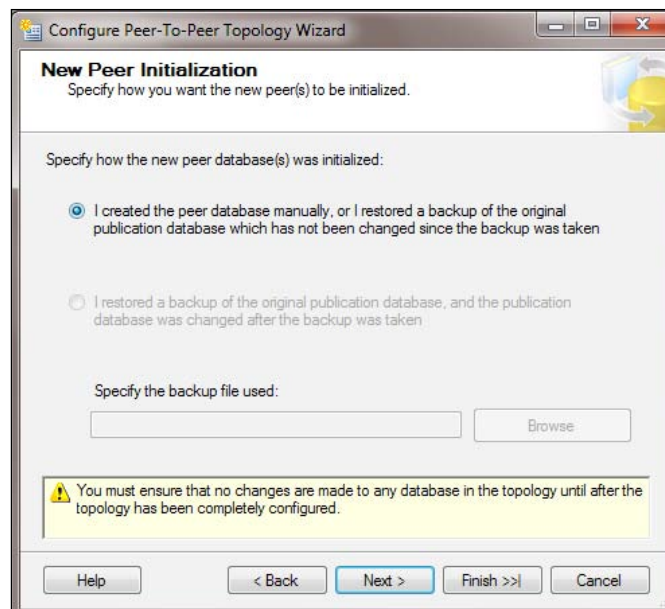 Configure Peer-To-Peer Topology Wizard
New Peer Initialization
Specify how you want the new peer(s) to be initialized.
Specify how the new peer database(s) was initialized:
I created the peer database manually, or I restored a backup of the original
publication database which has not been changed since the backup was taken
I restored a backup of the original publication database, and the publication
database was changed after the backup was taken
Specify the backup file used:
Browse
You must ensure that no changes are made to any database in the topology until after the
topology has been completely configured.
Help < Back Next > Finish >>| Cancel